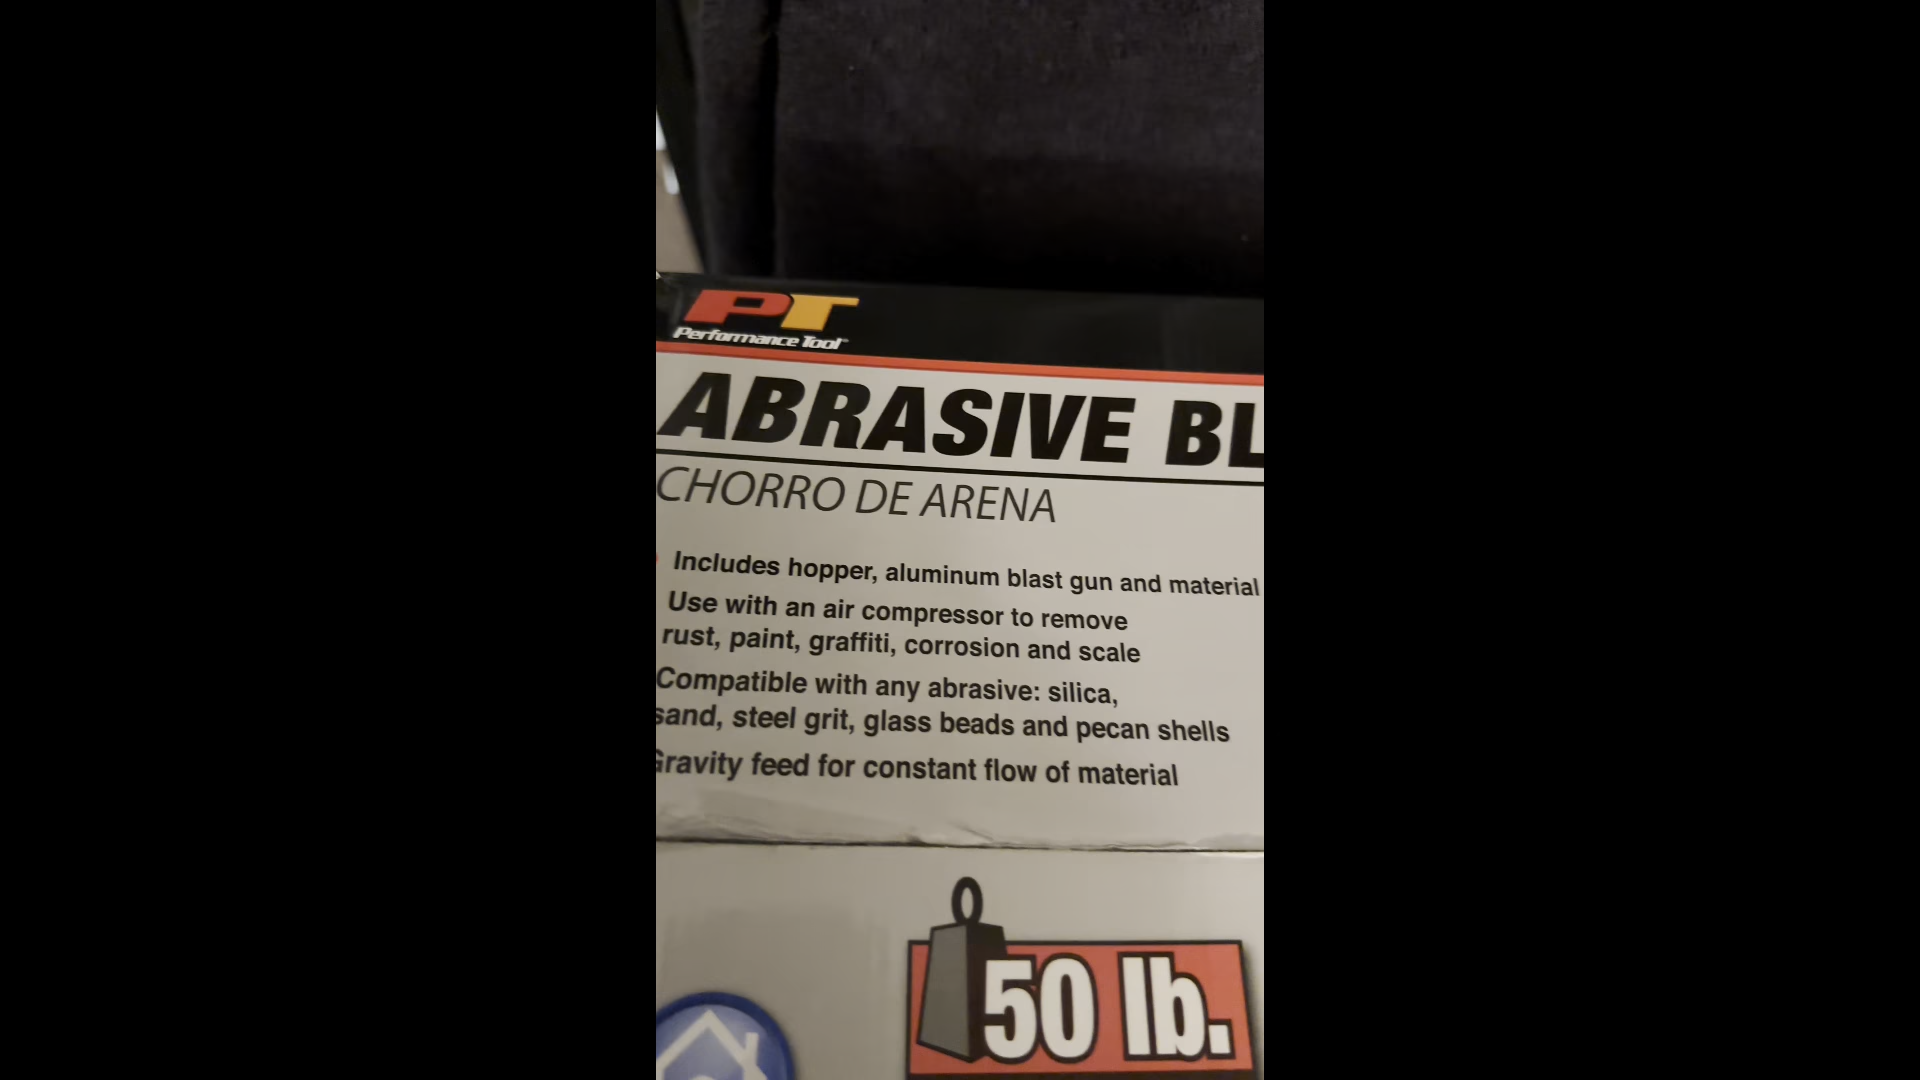 PT
Performance Tool
ABRASIVE BL
CHORRO DE ARENA
Includes hopper, aluminum blast gun and material
Use with an air compressor to remove
rust, paint, graffiti, corrosion and scale
Compatible with any abrasive: silica,
sand, steel grit, glass beads and pecan shells
Gravity feed for constant flow of material
50 lb.